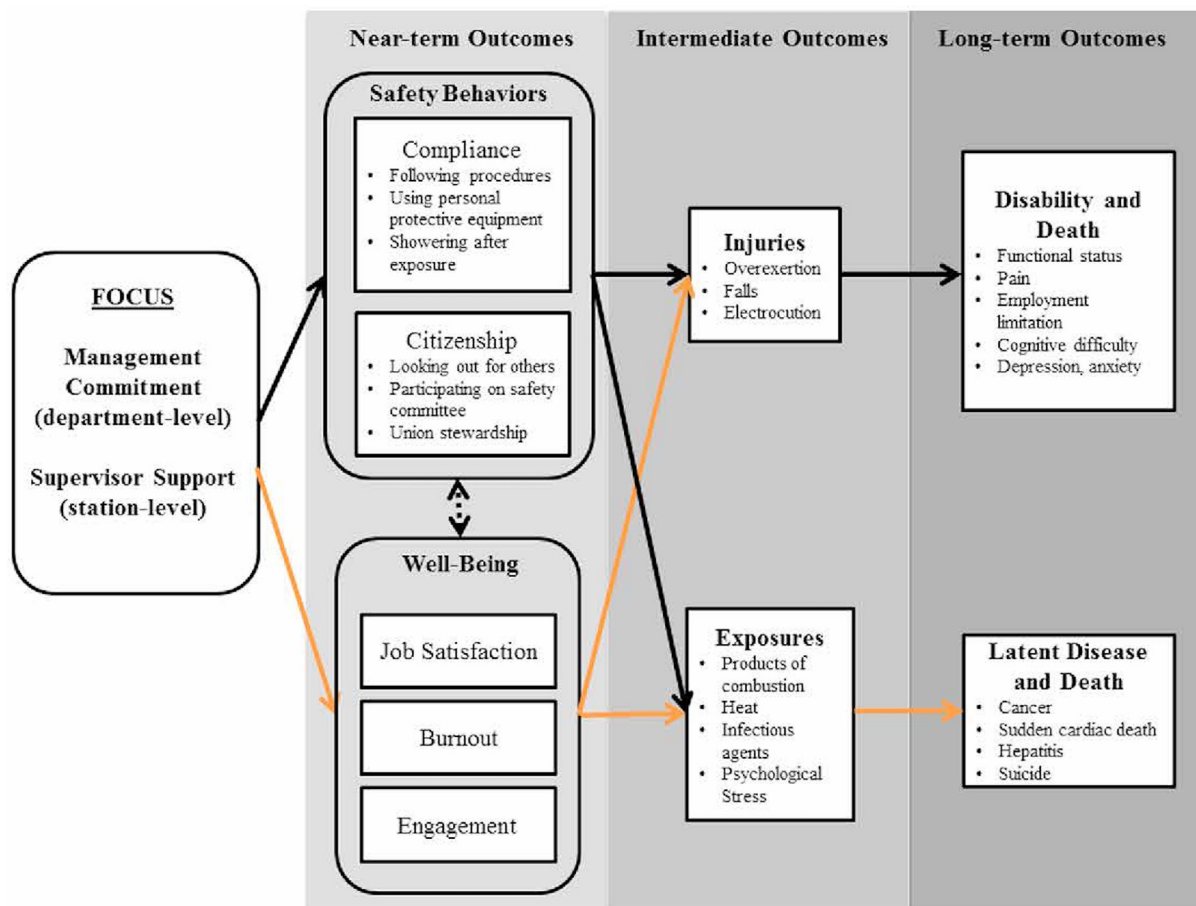 Near-term Outcomes
Intermediate Outcomes
Long-term Outcomes
FOCUS
Management
Commitment
(department-level)
Supervisor Support
(station-level)
Safety Behaviors
Compliance
• Following procedures
• Using personal
protective equipment
• Showering after
exposure
Citizenship
• Looking out for others
• Participating on safety
committee
• Union stewardship
Well-Being
Job Satisfaction
Burnout
Engagement
Injuries
• Overexertion
• Falls
• Electrocution
Exposures
• Products of
combustion
• Heat
• Infectious
agents
• Psychological
Stress
Disability and
Death
• Functional status
• Pain
• Employment
limitation
• Cognitive difficulty
• Depression, anxiety
Latent Disease
and Death
• Cancer
• Sudden cardiac death
• Hepatitis
• Suicide